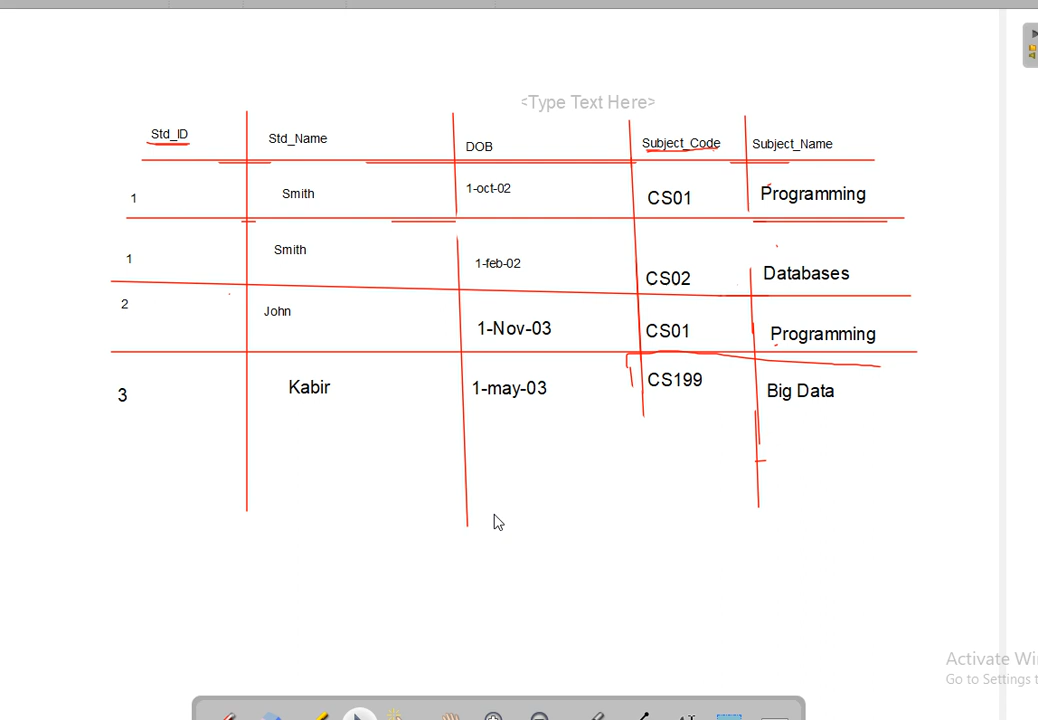 <Type Text Here>
Std_ID Std_Name DOB Subject_Code Subject_Name
1 Smith 1-oct-02 CS01 Programming
1 Smith 1-feb-02 CS02 Databases
2 John 1-Nov-03 CS01 Programming
3 Kabir 1-may-03 CS199 Big Data
Activate Wi
Go to Settings t